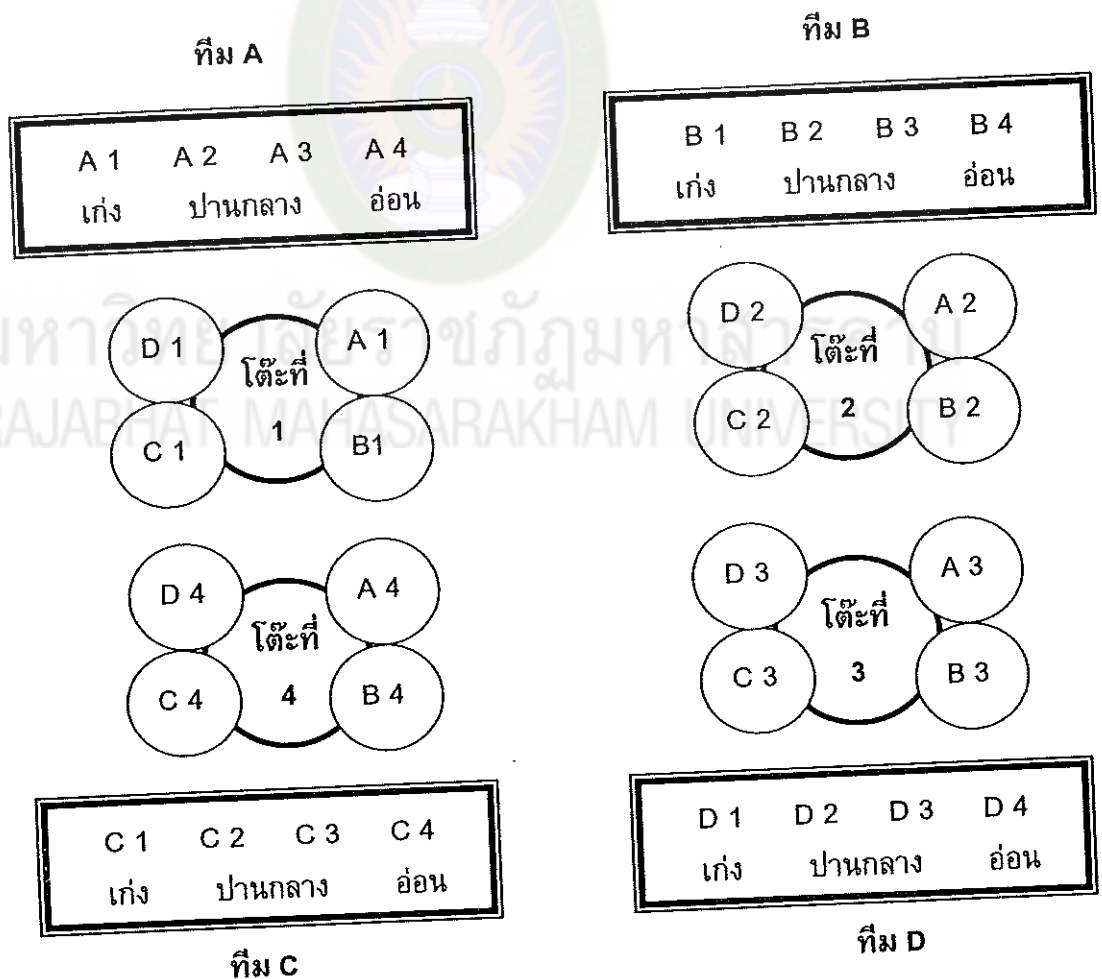 ทีม A
ทีม B
A 1 A 2 A 3 A 4
เก่ง ปานกลาง อ่อน
B 1 B 2 B 3 B 4
เก่ง ปานกลาง อ่อน
D 1 โต๊ะที่ A 1
C 1 1 B1
D 2 โต๊ะที่ A 2
C 2 2 B 2
มหาวิทยาลัยราชภัฏมหาสารคาม
RAJABHAT MAHASARAKHAM UNIVERSITY
D 4 โต๊ะที่ A 4
C 4 4 B 4
D 3 โต๊ะที่ A 3
C 3 3 B 3
C 1 C 2 C 3 C 4
เก่ง ปานกลาง อ่อน
D 1 D 2 D 3 D 4
เก่ง ปานกลาง อ่อน
ทีม C
ทีม D